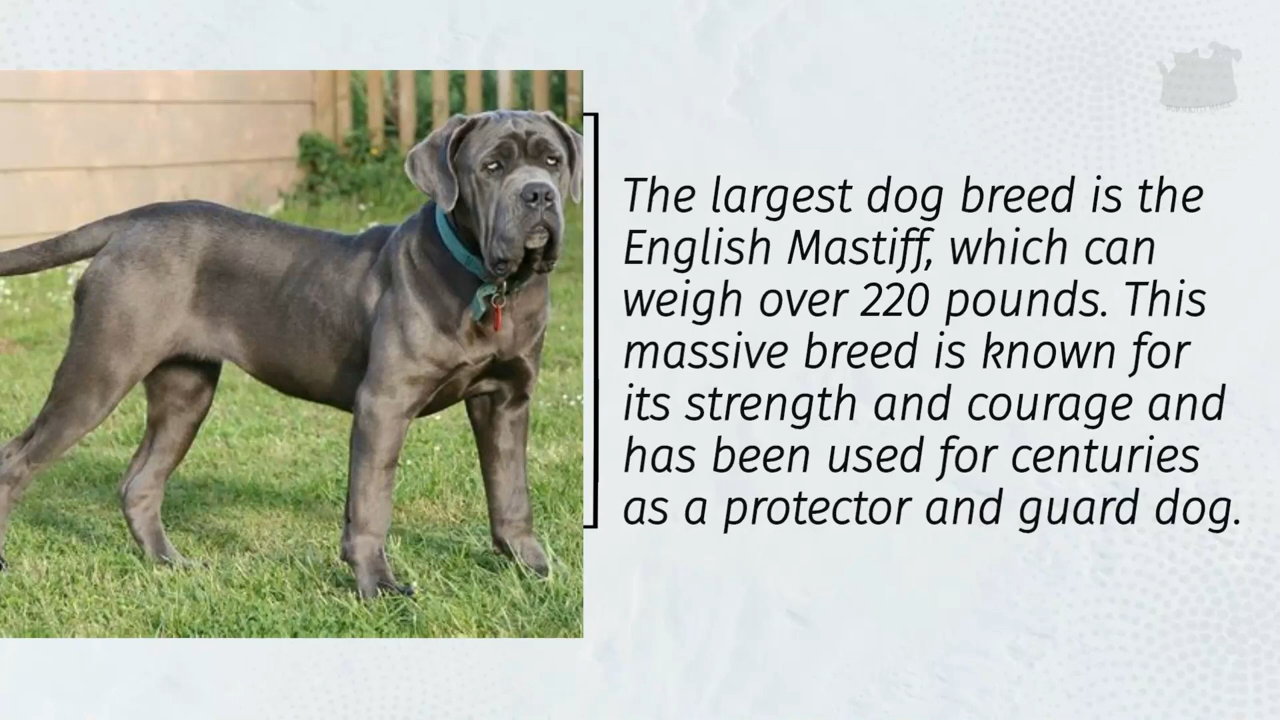 The largest dog breed is the
English Mastiff, which can
weigh over 220 pounds. This
massive breed is known for
its strength and courage and
has been used for centuries
as a protector and guard dog.